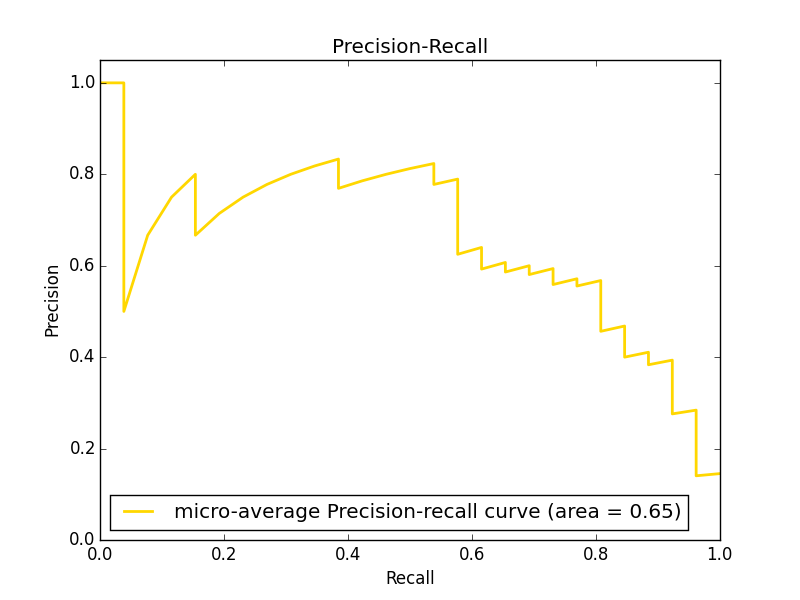 Precision-Recall
1.0
0.8
0.6
0.4
0.2
0.0
Precision
micro-average Precision-recall curve (area = 0.65)
0.0 0.2 0.4 0.6 0.8 1.0
Recall